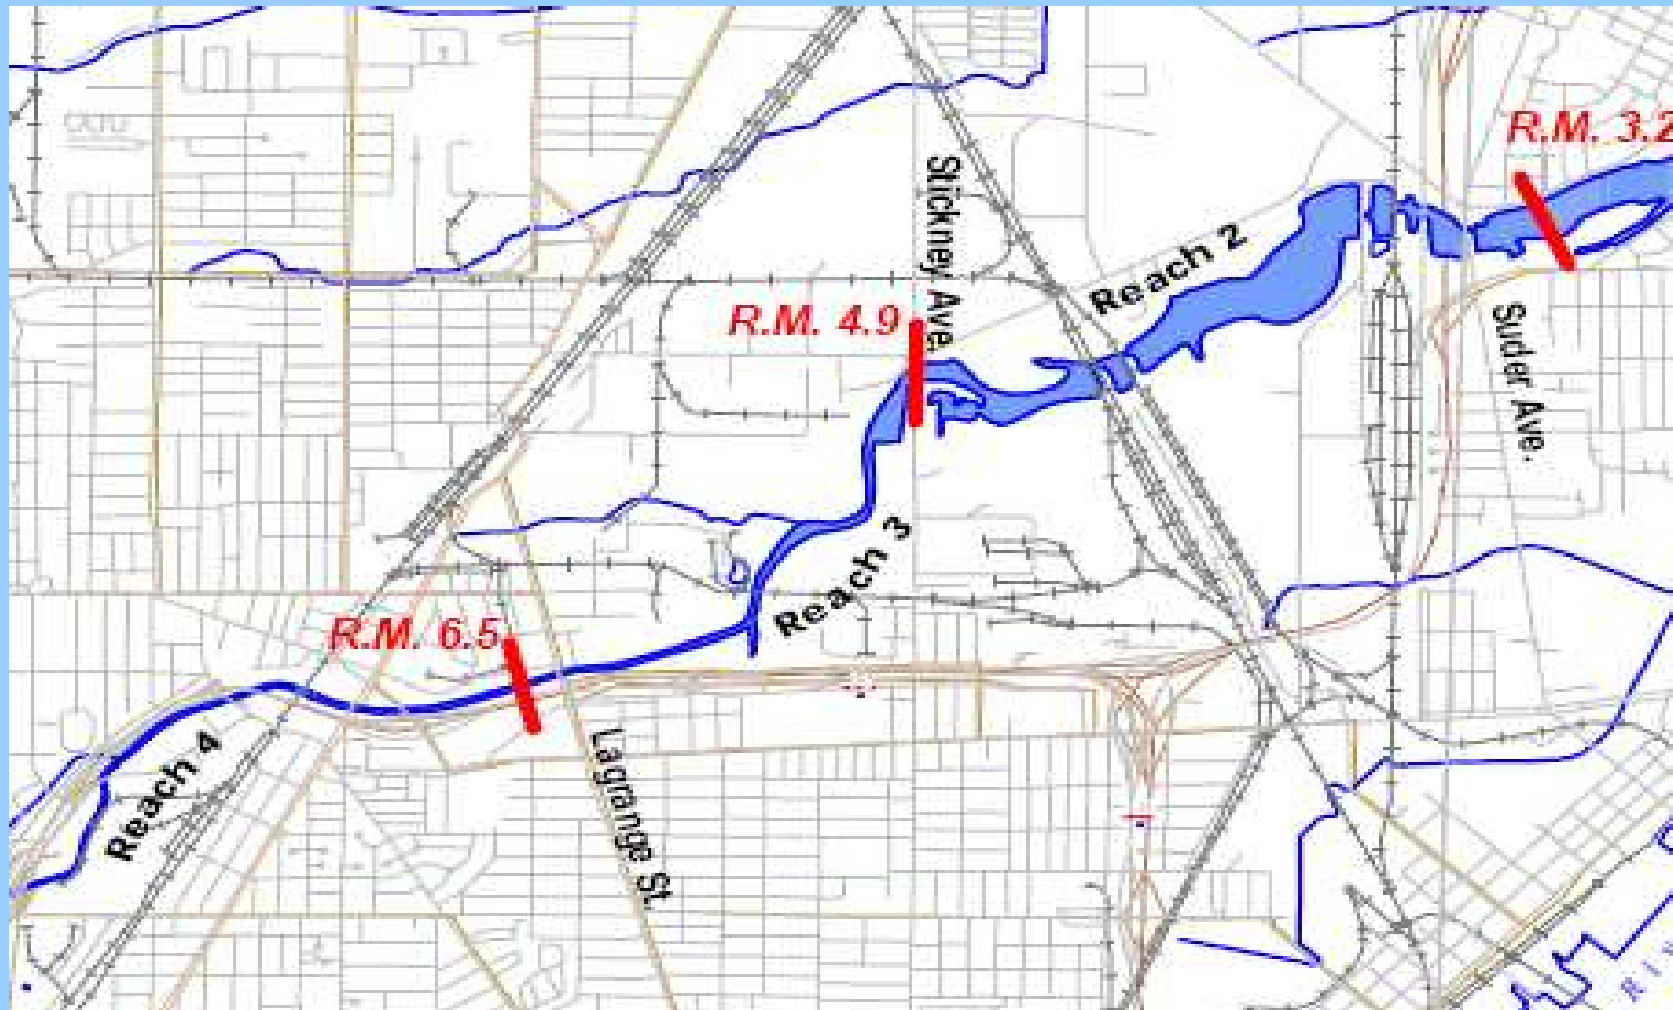 R.M. 3.2
Stickney Ave.
Reach 2
R.M. 4.9
Suder Ave.
Reach 3
R.M. 6.5
Reach 4
Lagrange St.